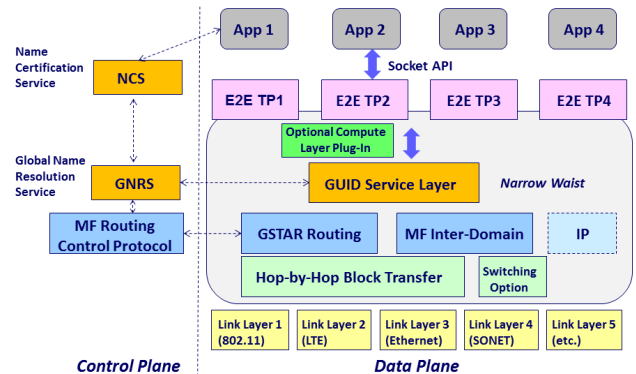 App 1
App 2
App 3
App 4
Name
Certification
Service
NCS
Socket API
E2E TP1
E2E TP2
E2E TP3
E2E TP4
Optional Compute
Layer Plug-In
Global Name
Resolution
Service
GNRS
GUID Service Layer
Narrow Waist
MF Routing
Control Protocol
GSTAR Routing
MF Inter-Domain
IP
Hop-by-Hop Block Transfer
Switching
Option
Link Layer 1
(802.11)
Link Layer 2
(LTE)
Link Layer 3
(Ethernet)
Link Layer 4
(SONET)
Link Layer 5
(etc.)
Control Plane
Data Plane